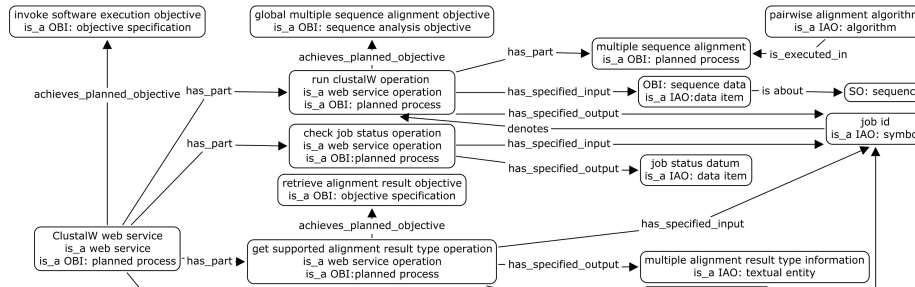 invoke software execution objective
is_a OBI: objective specification
global multiple sequence alignment objective
is_a OBI: sequence analysis objective
pairwise alignment algorithm
is_a IAO: algorithm
achieves_planned_objective
has_part
multiple sequence alignment
is_a OBI: planned process
is_executed_in
run clustalW operation
is_a web service operation
is_a OBI: planned process
achieves_planned_objective
has_part
has_specified_input
OBI: sequence data
is_a IAO:data item
is about
SO: sequence
has_specified_output
denotes
job id
is_a IAO: symbol
check job status operation
is_a web service operation
is_a OBI:planned process
has_part
has_specified_input
has_specified_output
job status datum
is_a IAO: data item
retrieve alignment result objective
is_a OBI: objective specification
achieves_planned_objective
has_specified_input
ClustalW web service
is_a web service
is_a OBI: planned process
has_part
get supported alignment result type operation
is_a web service operation
is_a OBI:planned process
has_specified_output
multiple alignment result type information
is_a IAO: textual entity